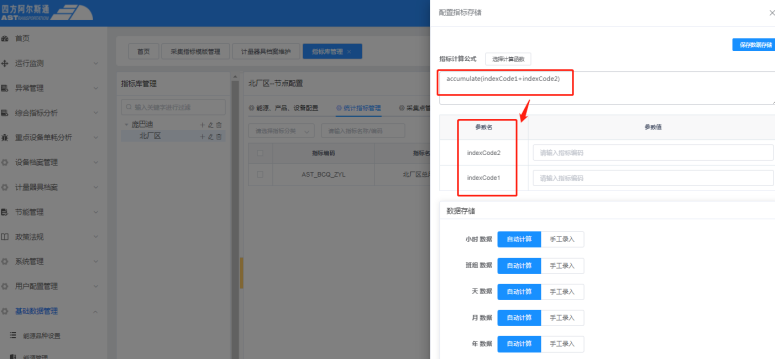 四方阿尔斯通
AST
首页
运行监测
异常管理
综合指标分析
重点设备单耗分析
设备档案管理
计量器具档案
节能管理
政策法规
系统管理
用户配置管理
基础数据管理
能源品种设置
首页
采集指标模板管理
计量器具档案维护
指标库管理 ×
指标库管理
输入关键字进行过滤
庞巴迪
北厂区
北厂区-节点配置
能源、产品、设备配置
统计指标管理
请选择指标分类
请输入指标名称/编码
指标编码
指标名
AST_BCQ_ZYL
配置指标存储
保存数据存储
指标计算公式
选择计算函数
accumulate(indexCode1+indexCode2)
参数名
参数值
indexCode2
请输入指标编码
indexCode1
请输入指标编码
数据存储
小时 数据
自动计算
手工录入
班组 数据
自动计算
手工录入
天 数据
自动计算
手工录入
月 数据
自动计算
手工录入
年 数据
自动计算
手工录入